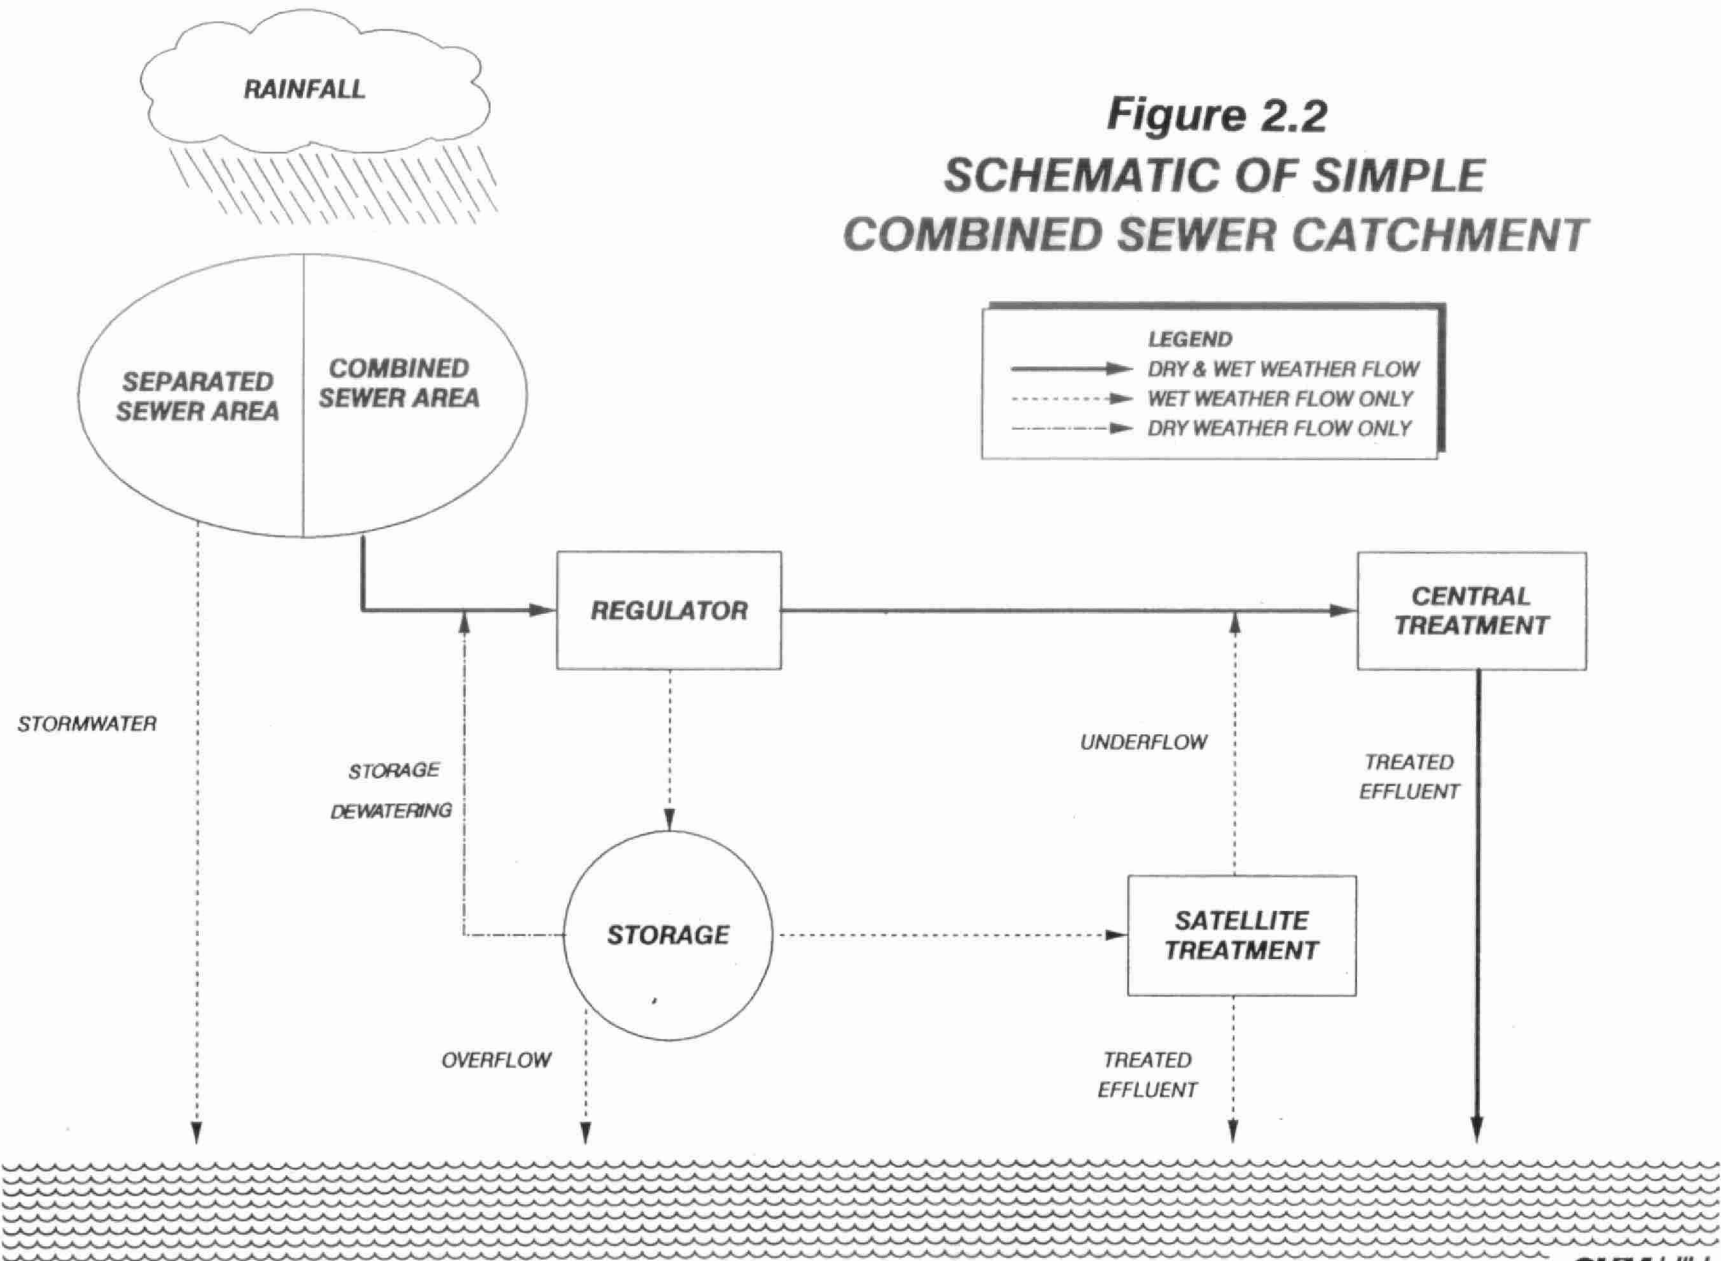 RAINFALL
Figure 2.2
SCHEMATIC OF SIMPLE
COMBINED SEWER CATCHMENT
LEGEND
DRY & WET WEATHER FLOW
WET WEATHER FLOW ONLY
DRY WEATHER FLOW ONLY
SEPARATED
SEWER AREA
COMBINED
SEWER AREA
REGULATOR
CENTRAL
TREATMENT
STORMWATER
STORAGE
DEWATERING
UNDERFLOW
TREATED
EFFLUENT
STORAGE
SATELLITE
TREATMENT
OVERFLOW
TREATED
EFFLUENT